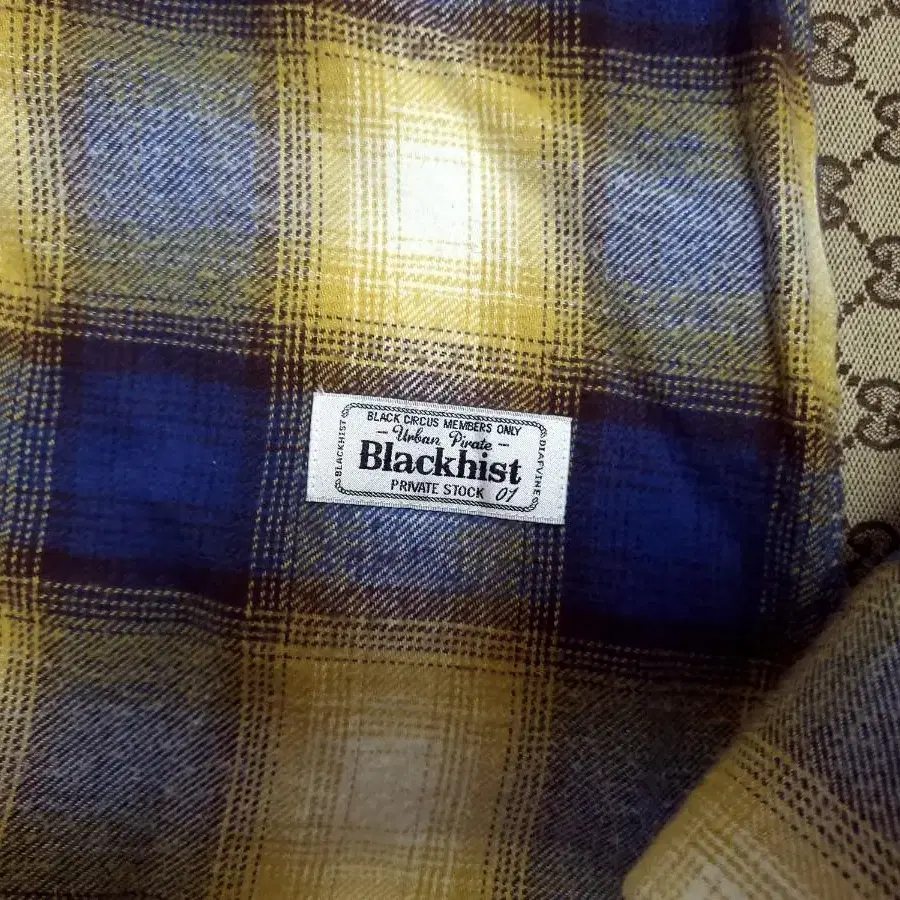 BLACK CIRCUS MEMBERS ONLY
- Urban Pirate -
BLACKHIST
Blackhist
DIAFVINE
PRIVATE STOCK 01